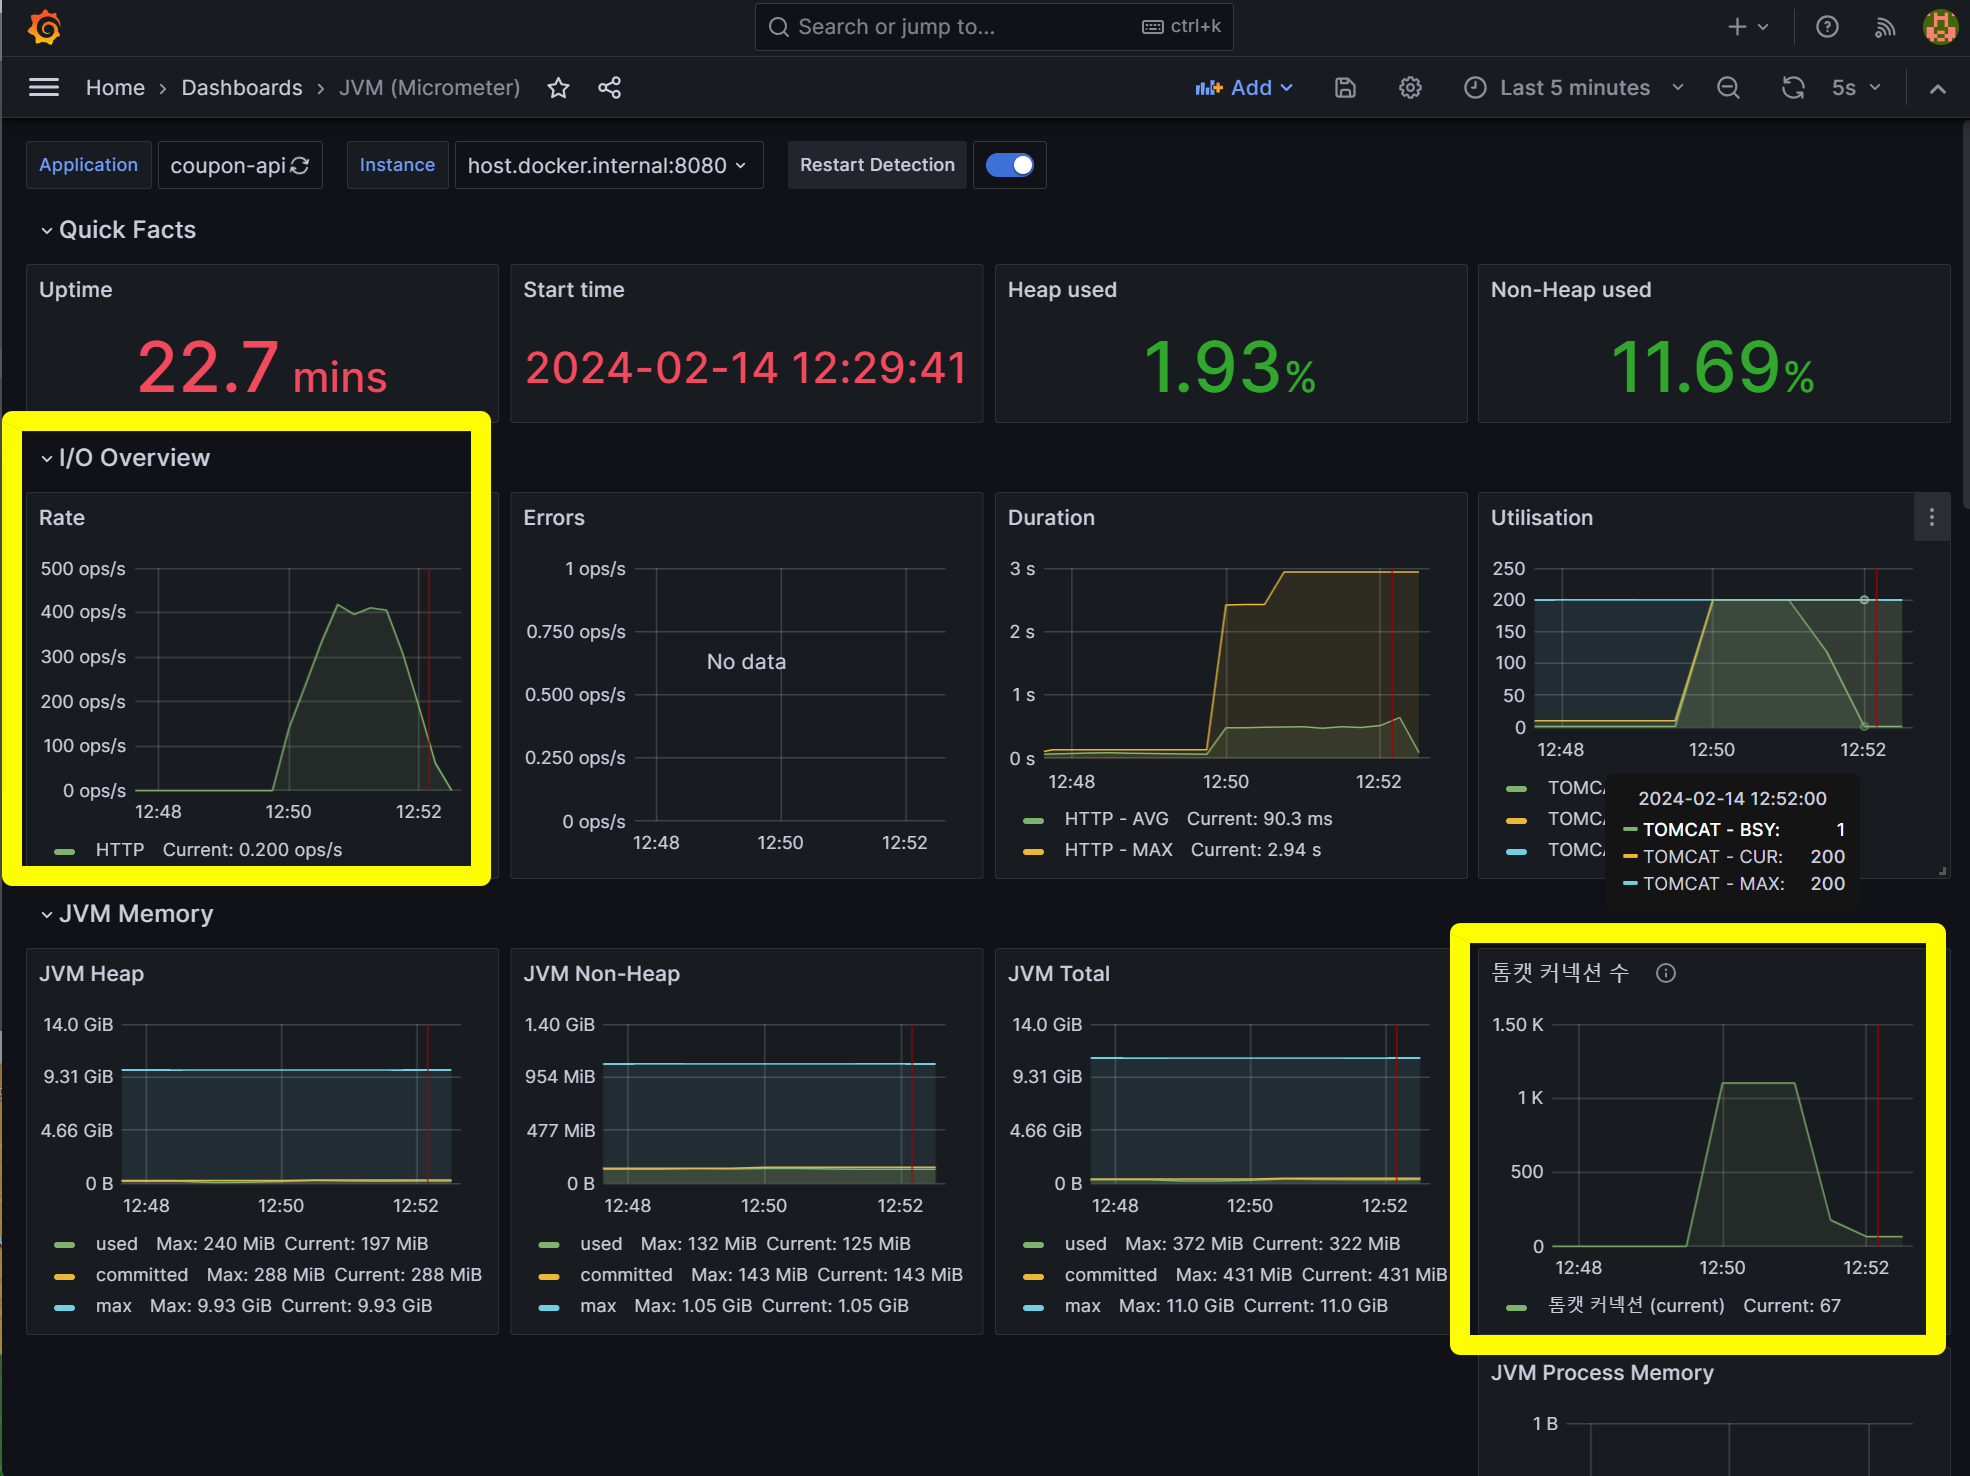 Search or jump to... ctrl+k
Home › Dashboards › JVM (Micrometer) Add Last 5 minutes 5s
Application coupon-api Instance host.docker.internal:8080 Restart Detection
Quick Facts
Uptime
22.7 mins
Start time
2024-02-14 12:29:41
Heap used
1.93%
Non-Heap used
11.69%
I/O Overview
Rate
500 ops/s
400 ops/s
300 ops/s
200 ops/s
100 ops/s
0 ops/s
12:48 12:50 12:52
HTTP Current: 0.200 ops/s
Errors
1 ops/s
0.750 ops/s
0.500 ops/s
0.250 ops/s
0 ops/s
No data
12:48 12:50 12:52
Duration
3 s
2 s
1 s
0 s
12:48 12:50 12:52
HTTP - AVG Current: 90.3 ms
HTTP - MAX Current: 2.94 s
Utilisation
250
200
150
100
50
0
12:48 12:50 12:52
2024-02-14 12:52:00
TOMCAT - BSY: 1
TOMCAT - CUR: 200
TOMCAT - MAX: 200
JVM Memory
JVM Heap
14.0 GiB
9.31 GiB
4.66 GiB
0 B
12:48 12:50 12:52
used Max: 240 MiB Current: 197 MiB
committed Max: 288 MiB Current: 288 MiB
max Max: 9.93 GiB Current: 9.93 GiB
JVM Non-Heap
1.40 GiB
954 MiB
477 MiB
0 B
12:48 12:50 12:52
used Max: 132 MiB Current: 125 MiB
committed Max: 143 MiB Current: 143 MiB
max Max: 1.05 GiB Current: 1.05 GiB
JVM Total
14.0 GiB
9.31 GiB
4.66 GiB
0 B
12:48 12:50 12:52
used Max: 372 MiB Current: 322 MiB
committed Max: 431 MiB Current: 431 MiB
max Max: 11.0 GiB Current: 11.0 GiB
톰캣 커넥션 수
1.50 K
1 K
500
0
12:48 12:50 12:52
톰캣 커넥션 (current) Current: 67
JVM Process Memory
1 B